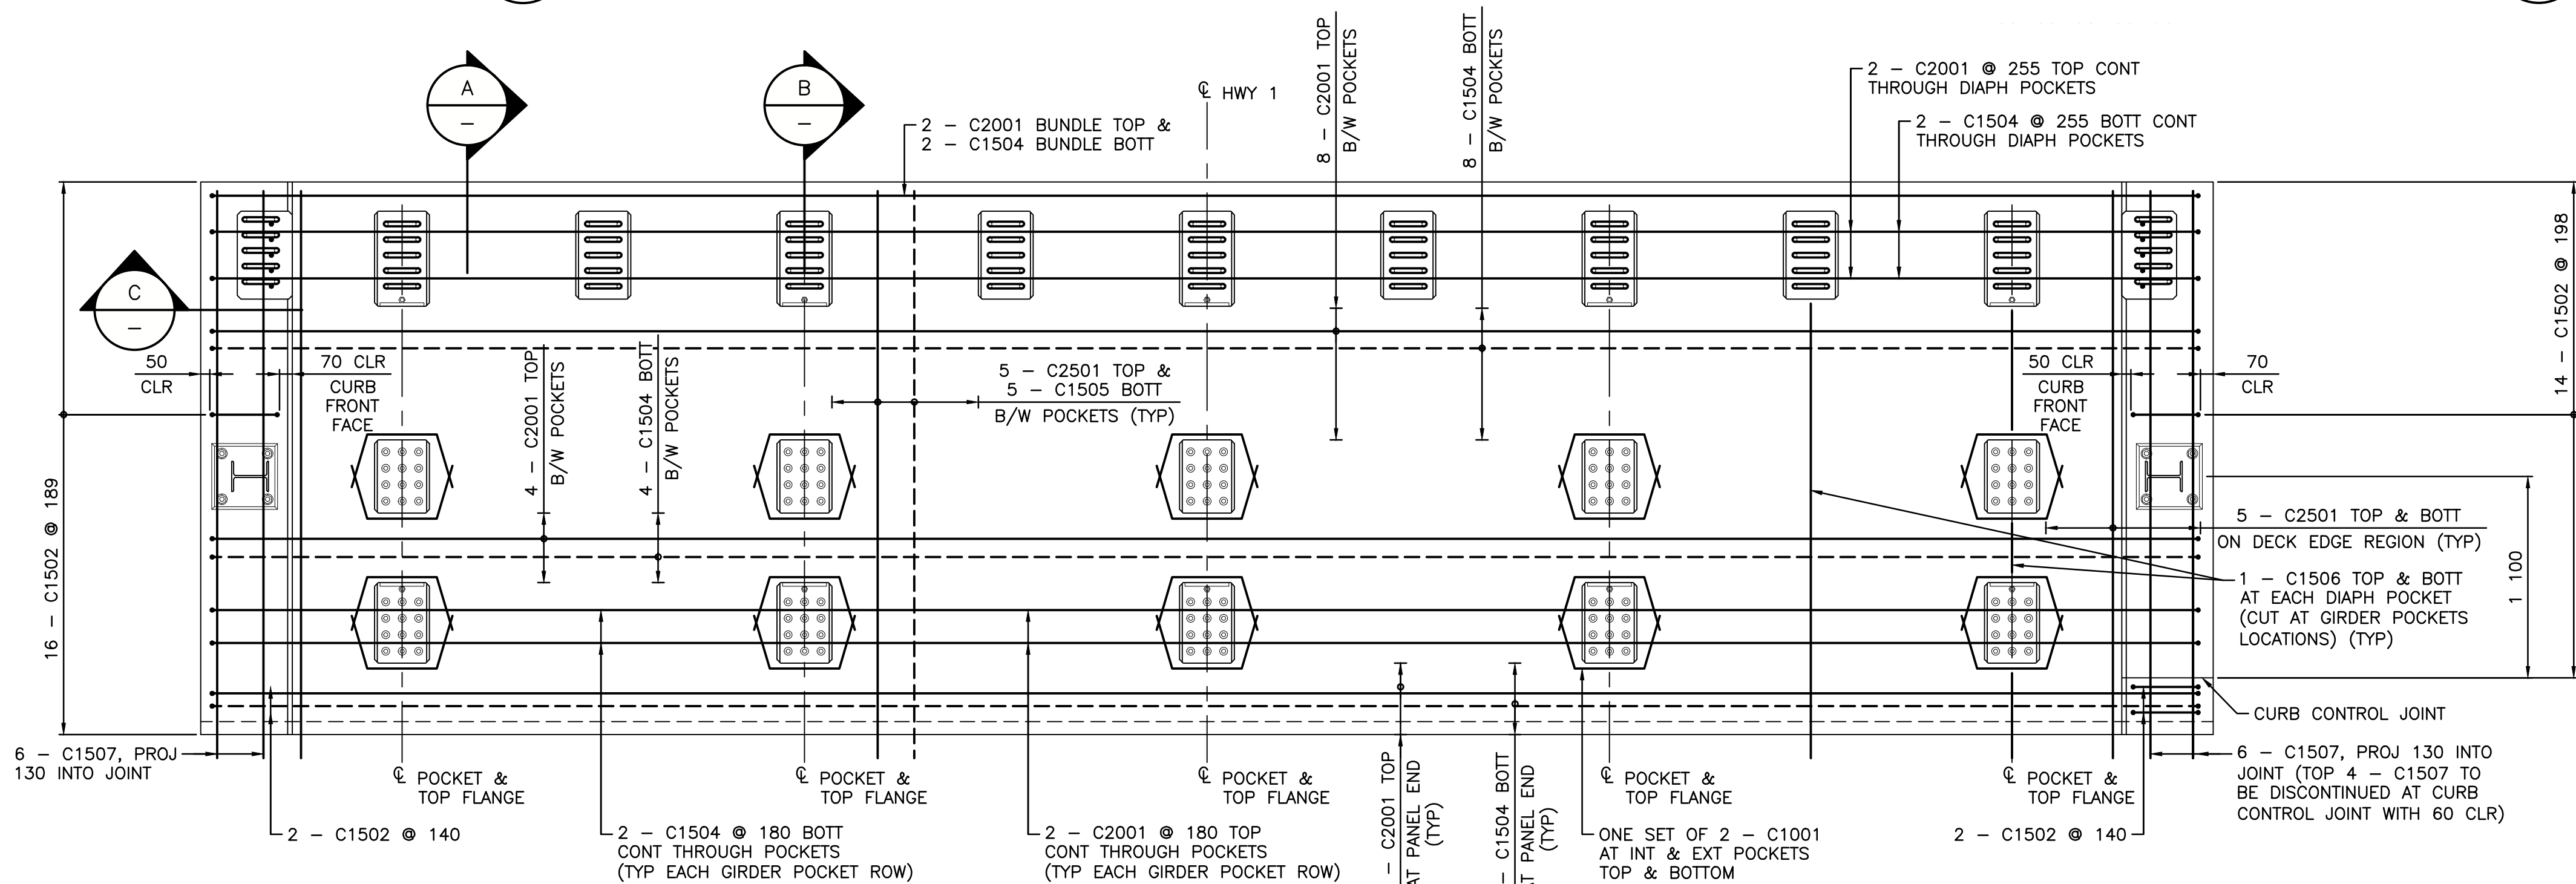 A
–
B
–
℄ HWY 1
8 – C2001 TOP
B/W POCKETS
8 – C1504 BOTT
B/W POCKETS
2 – C2001 @ 255 TOP CONT
THROUGH DIAPH POCKETS
2 – C1504 @ 255 BOTT CONT
THROUGH DIAPH POCKETS
2 – C2001 BUNDLE TOP &
2 – C1504 BUNDLE BOTT
C
–
50
CLR
70 CLR
CURB
FRONT
FACE
4 – C2001 TOP
B/W POCKETS
4 – C1504 BOTT
B/W POCKETS
5 – C2501 TOP &
5 – C1505 BOTT
B/W POCKETS (TYP)
50 CLR
CURB
FRONT
FACE
70
CLR
14 – C1502 @ 198
16 – C1502 @ 189
5 – C2501 TOP & BOTT
ON DECK EDGE REGION (TYP)
1 – C1506 TOP & BOTT
AT EACH DIAPH POCKET
(CUT AT GIRDER POCKETS
LOCATIONS) (TYP)
1 100
CURB CONTROL JOINT
6 – C1507, PROJ
130 INTO JOINT
℄ POCKET &
TOP FLANGE
℄ POCKET &
TOP FLANGE
℄ POCKET &
TOP FLANGE
℄ POCKET &
TOP FLANGE
℄ POCKET &
TOP FLANGE
6 – C1507, PROJ 130 INTO
JOINT (TOP 4 – C1507 TO
BE DISCONTINUED AT CURB
CONTROL JOINT WITH 60 CLR)
2 – C1502 @ 140
2 – C1504 @ 180 BOTT
CONT THROUGH POCKETS
(TYP EACH GIRDER POCKET ROW)
2 – C2001 @ 180 TOP
CONT THROUGH POCKETS
(TYP EACH GIRDER POCKET ROW)
– C2001 TOP
AT PANEL END
(TYP)
– C1504 BOTT
AT PANEL END
(TYP)
ONE SET OF 2 – C1001
AT INT & EXT POCKETS
TOP & BOTTOM
2 – C1502 @ 140